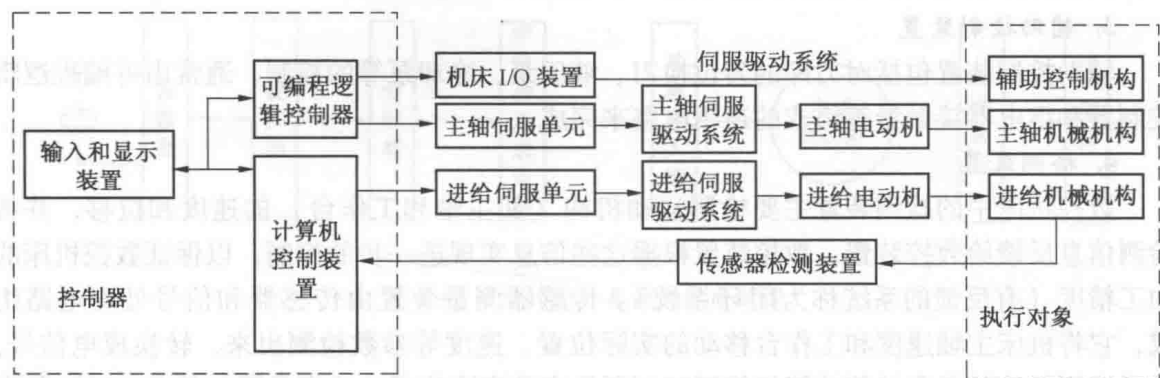 伺服驱动系统
可编程逻
辑控制器
机床 I/O 装置
辅助控制机构
主轴伺服单元
主轴伺服
驱动系统
主轴电动机
主轴机械机构
输入和显示
装置
进给伺服单元
进给伺服
驱动系统
进给电动机
进给机械机构
计算机
控制装
置
传感器检测装置
控制器
执行对象